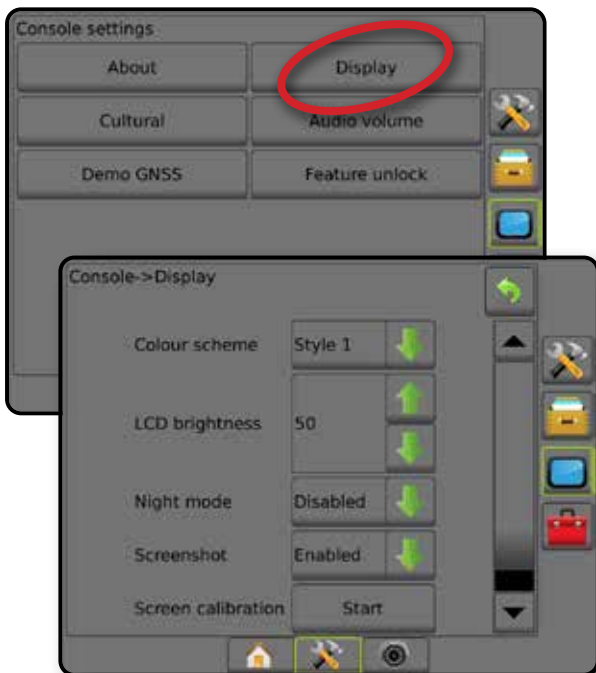 Console settings
About Display
Cultural Audio volume
Demo GNSS Feature unlock
Console->Display
Colour scheme Style 1
LCD brightness 50
Night mode Disabled
Screenshot Enabled
Screen calibration Start